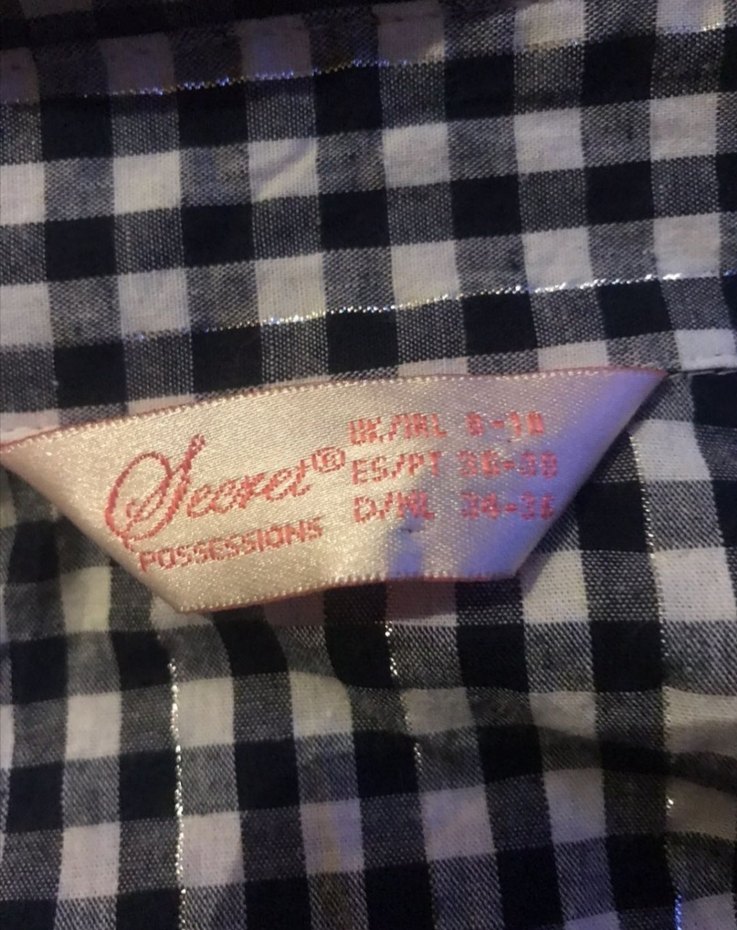 Secret®
POSSESSIONS
UK/IRL 8-10
ES/PT 36-38
D/NL 34-36